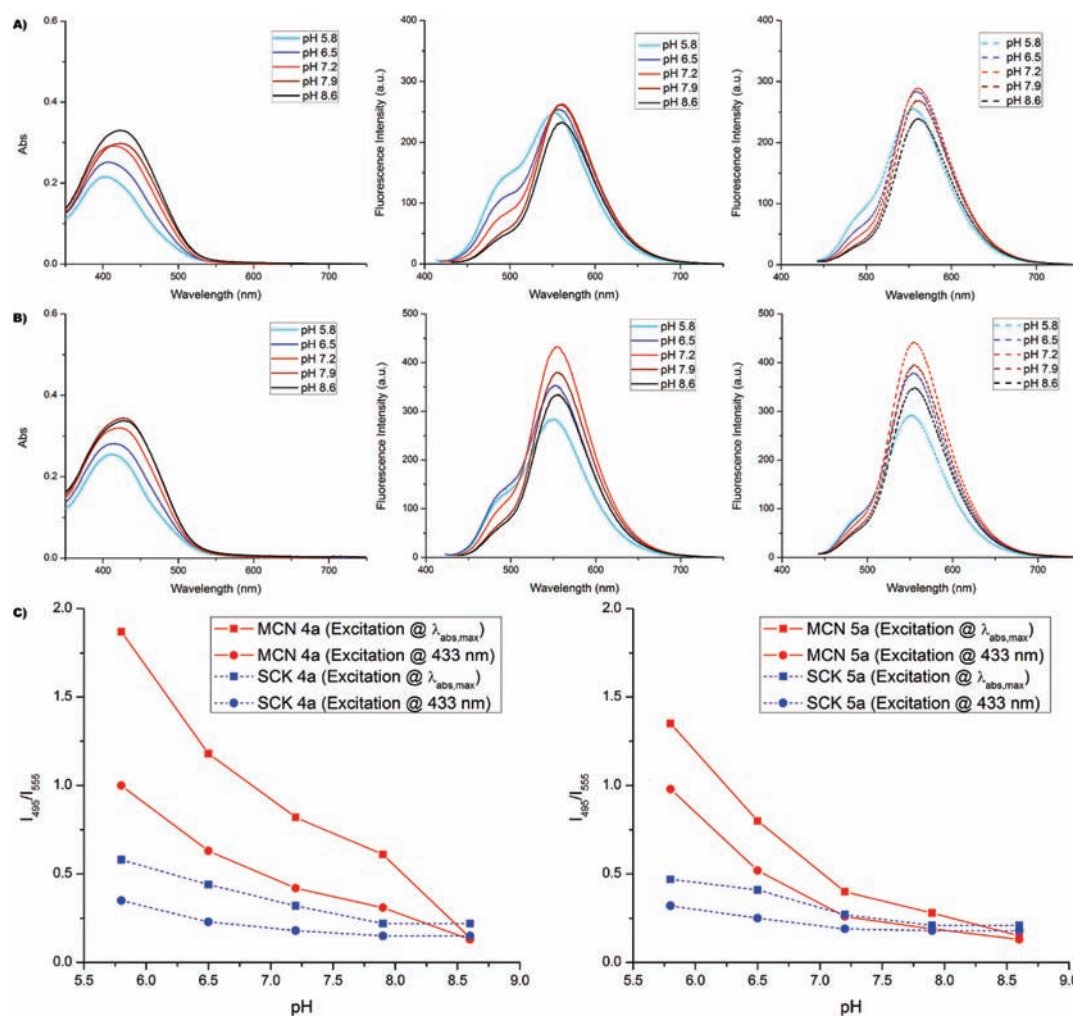 A)
0.6
0.4
0.2
0.0
Abs
400 500 600 700
Wavelength (nm)
pH 5.8
pH 6.5
pH 7.2
pH 7.9
pH 8.6
500
400
300
200
100
0
Fluorescence Intensity (a.u.)
400 500 600 700
Wavelength (nm)
pH 5.8
pH 6.5
pH 7.2
pH 7.9
pH 8.6
400
300
200
100
0
Fluorescence Intensity (a.u.)
400 500 600 700
Wavelength (nm)
pH 5.8
pH 6.5
pH 7.2
pH 7.9
pH 8.6
B)
0.6
0.4
0.2
0.0
Abs
400 500 600 700
Wavelength (nm)
pH 5.8
pH 6.5
pH 7.2
pH 7.9
pH 8.6
500
400
300
200
100
0
Fluorescence Intensity (a.u.)
400 500 600 700
Wavelength (nm)
pH 5.8
pH 6.5
pH 7.2
pH 7.9
pH 8.6
500
450
400
350
300
250
200
150
100
50
0
Fluorescence Intensity (a.u.)
400 500 600 700
Wavelength (nm)
pH 5.8
pH 6.5
pH 7.2
pH 7.9
pH 8.6
C)
2.0
1.5
1.0
0.5
0.0
I495/I555
5.5 6.0 6.5 7.0 7.5 8.0 8.5 9.0
pH
MCN 4a (Excitation @ λabs,max)
MCN 4a (Excitation @ 433 nm)
SCK 4a (Excitation @ λabs,max)
SCK 4a (Excitation @ 433 nm)
2.0
1.5
1.0
0.5
0.0
I495/I555
5.5 6.0 6.5 7.0 7.5 8.0 8.5 9.0
pH
MCN 5a (Excitation @ λabs,max)
MCN 5a (Excitation @ 433 nm)
SCK 5a (Excitation @ λabs,max)
SCK 5a (Excitation @ 433 nm)